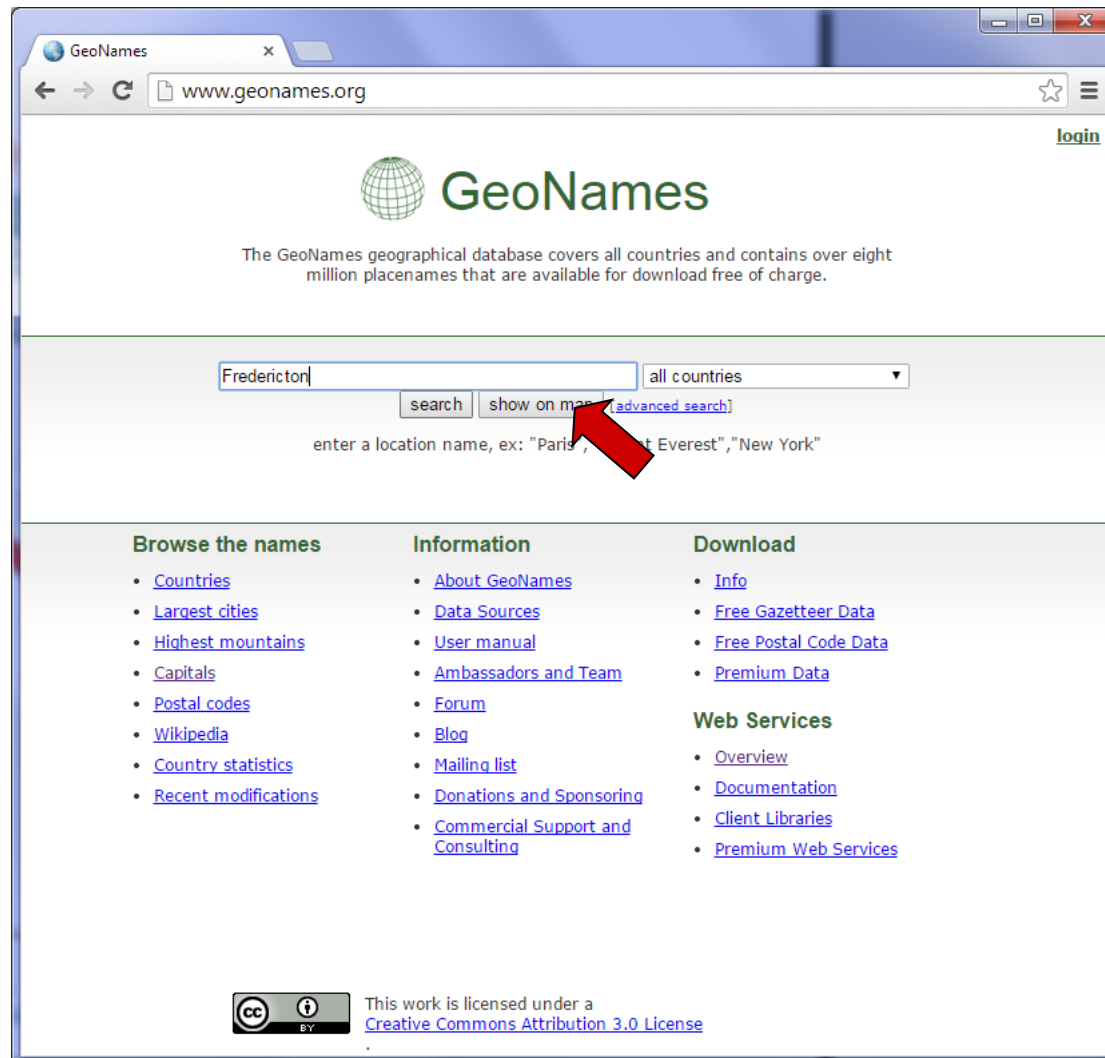 GeoNames
www.geonames.org
login
GeoNames
The GeoNames geographical database covers all countries and contains over eight
million placenames that are available for download free of charge.
Fredericton all countries
search show on map [advanced search]
enter a location name, ex: "Paris", Everest","New York"
Browse the names
Countries
Largest cities
Highest mountains
Capitals
Postal codes
Wikipedia
Country statistics
Recent modifications
Information
About GeoNames
Data Sources
User manual
Ambassadors and Team
Forum
Blog
Mailing list
Donations and Sponsoring
Commercial Support and
Consulting
Download
Info
Free Gazetteer Data
Free Postal Code Data
Premium Data
Web Services
Overview
Documentation
Client Libraries
Premium Web Services
cc BY
This work is licensed under a
Creative Commons Attribution 3.0 License
.